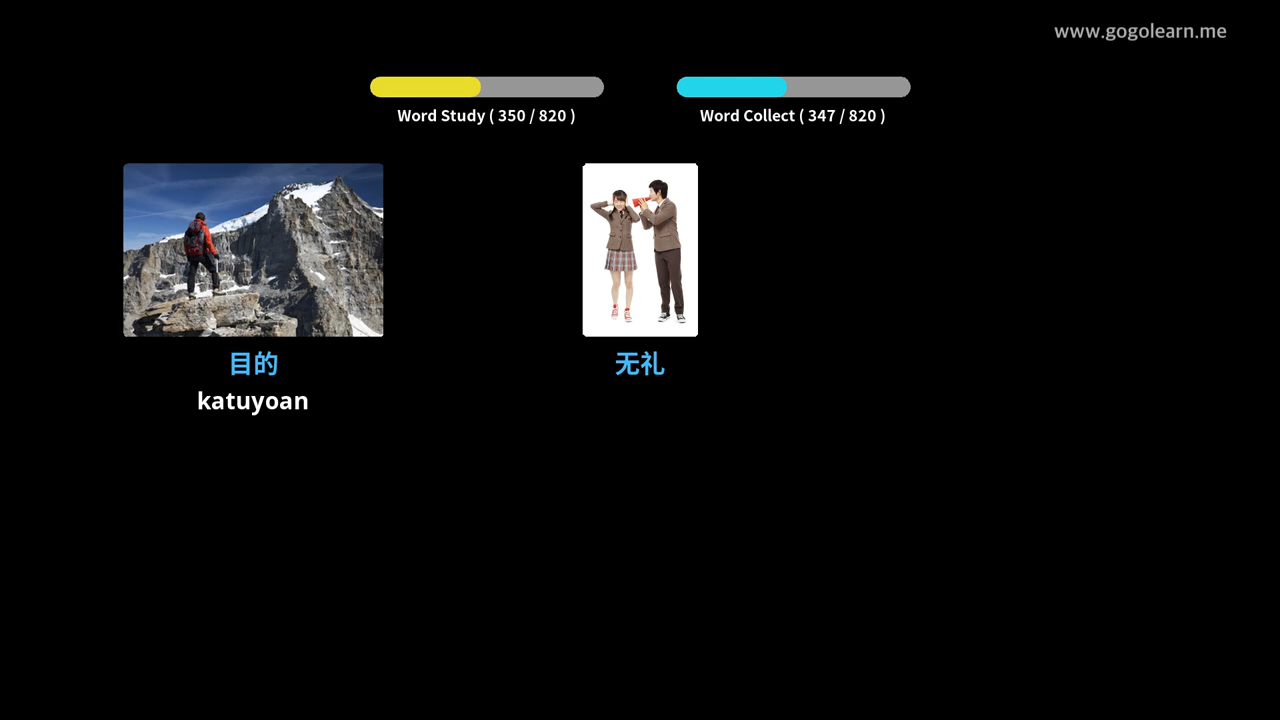 www.gogolearn.me
Word Study ( 350 / 820 )
Word Collect ( 347 / 820 )
目的
katuyoan
无礼